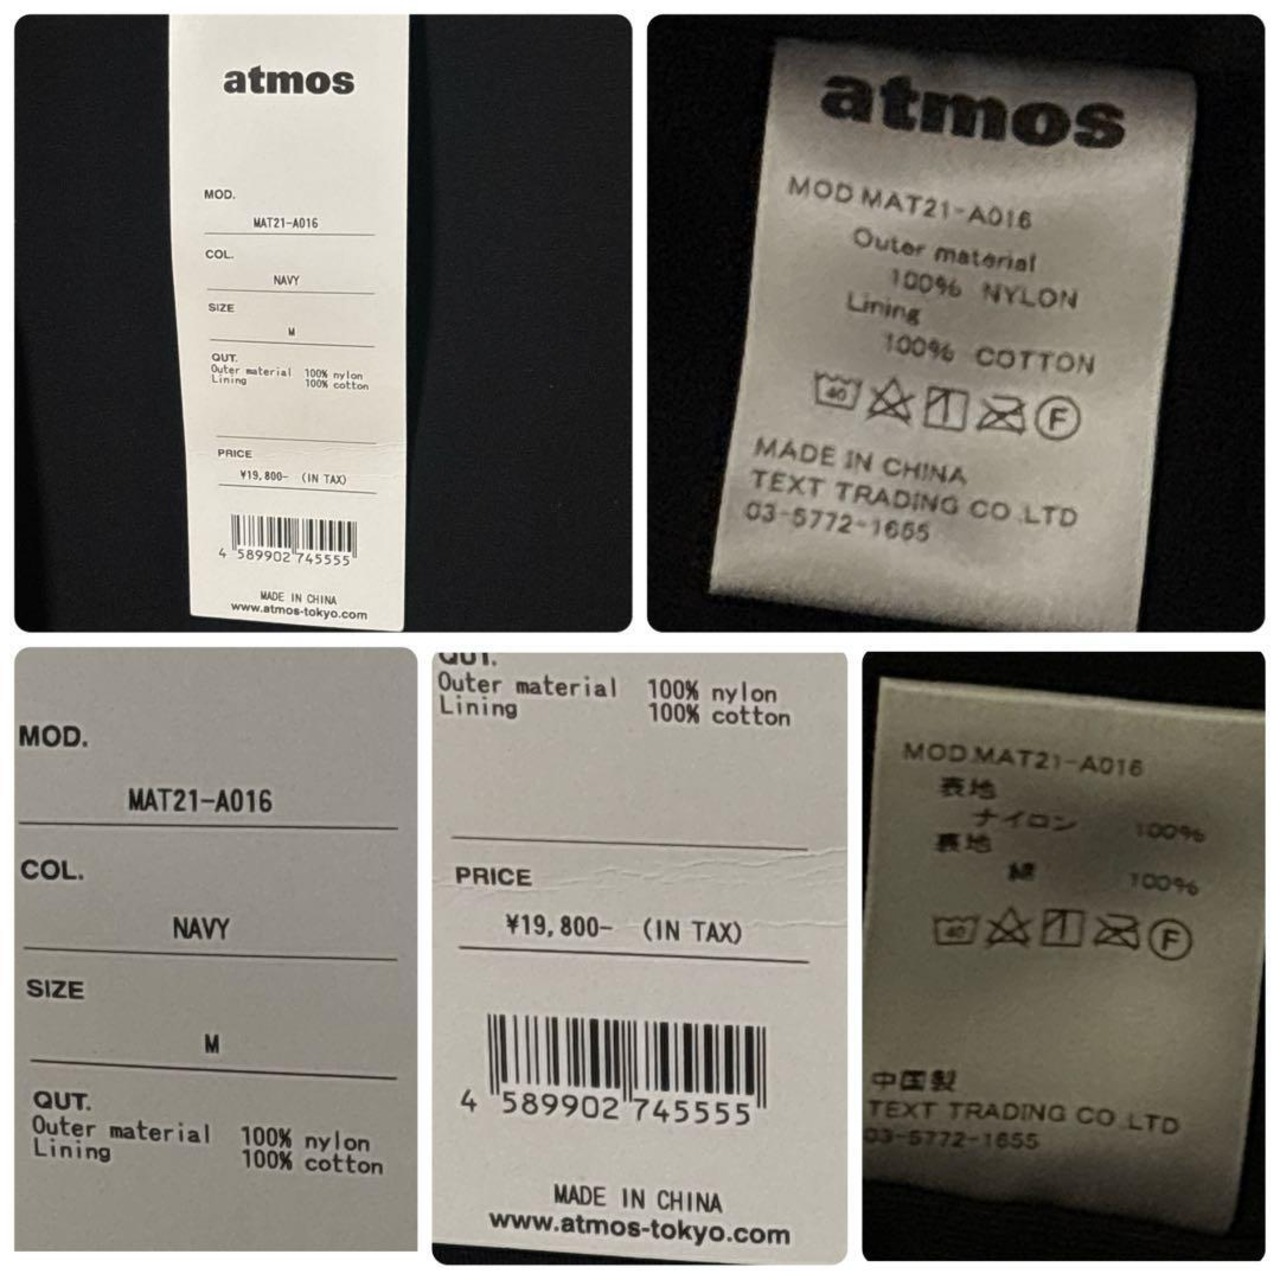 atmos
MOD.
MAT21-A016
COL.
NAVY
SIZE
M
QUT.
Outer material 100% nylon
Lining 100% cotton
PRICE
¥19,800- (IN TAX)
4 589902 745555
MADE IN CHINA
www.atmos-tokyo.com
atmos
MOD MAT21-A016
Outer material
100% NYLON
Lining
100% COTTON
40 F
MADE IN CHINA
TEXT TRADING CO.LTD
03-5772-1655
MOD.
MAT21-A016
COL.
NAVY
SIZE
M
QUT.
Outer material 100% nylon
Lining 100% cotton
QUT.
Outer material 100% nylon
Lining 100% cotton
PRICE
¥19,800- (IN TAX)
4 589902 745555
MADE IN CHINA
www.atmos-tokyo.com
MOD.MAT21-A016
表地
ナイロン 100%
裏地
綿 100%
40 F
中国製
TEXT TRADING CO.LTD
03-5772-1655